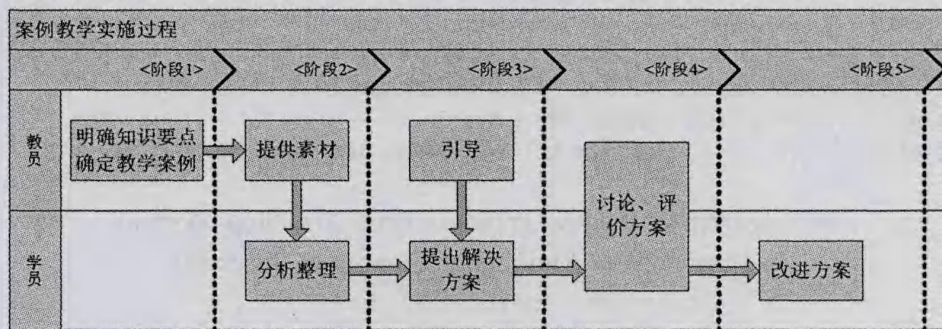 案例教学实施过程
<阶段1>
<阶段2>
<阶段3>
<阶段4>
<阶段5>
教员
明确知识要点
确定教学案例
提供素材
引导
讨论、评
价方案
学员
分析整理
提出解决
方案
改进方案